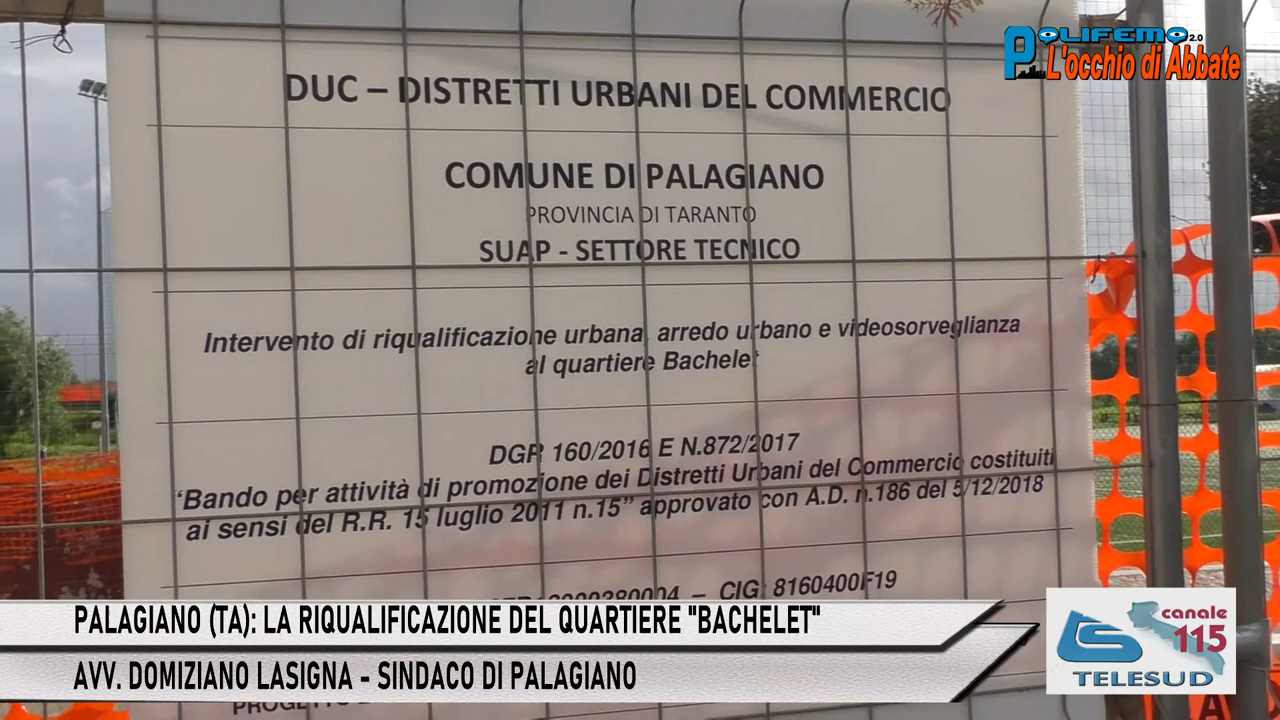 POLIFEMO 2.0
L'occhio di Abbate
DUC – DISTRETTI URBANI DEL COMMERCIO
COMUNE DI PALAGIANO
PROVINCIA DI TARANTO
SUAP - SETTORE TECNICO
Intervento di riqualificazione urbana, arredo urbano e videosorveglianza
al quartiere Bachelet
DGR 160/2016 E N.872/2017
“Bando per attività di promozione dei Distretti Urbani del Commercio costituiti
ai sensi del R.R. 15 luglio 2011 n.15” approvato con A.D. n.186 del 5/12/2018
– CIG: 8160400F19
PALAGIANO (TA): LA RIQUALIFICAZIONE DEL QUARTIERE "BACHELET"
AVV. DOMIZIANO LASIGNA – SINDACO DI PALAGIANO
canale
115
TELESUD